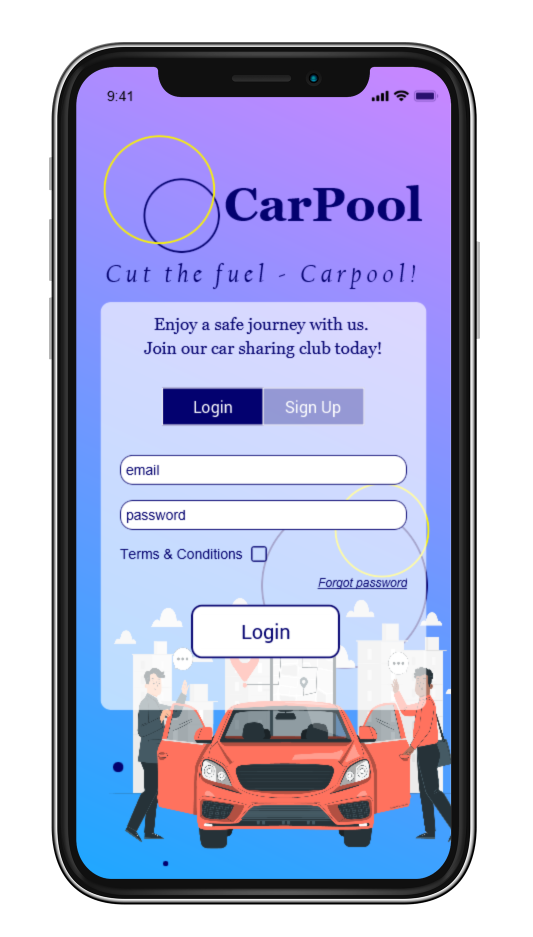 9:41
CarPool
Cut the fuel - Carpool!
Enjoy a safe journey with us.
Join our car sharing club today!
Login Sign Up
email
password
Terms & Conditions
Forgot password
Login